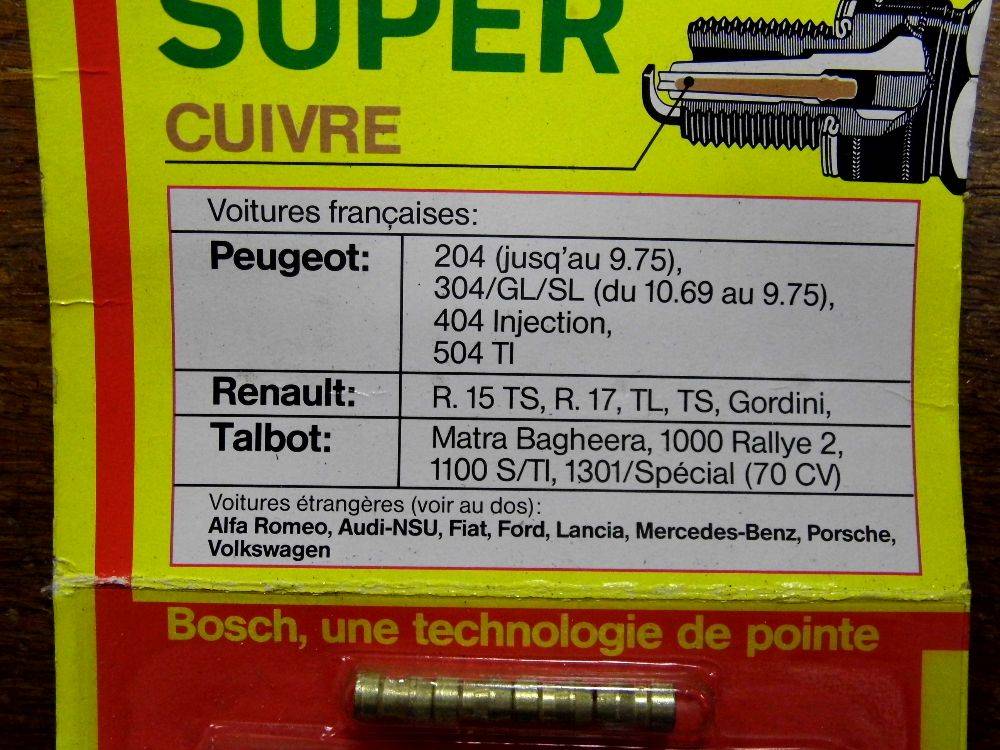 SUPER
CUIVRE
Voitures françaises:
Peugeot: 204 (jusq'au 9.75),
304/GL/SL (du 10.69 au 9.75),
404 Injection,
504 TI
Renault: R. 15 TS, R. 17, TL, TS, Gordini,
Talbot: Matra Bagheera, 1000 Rallye 2,
1100 S/TI, 1301/Spécial (70 CV)
Voitures étrangères (voir au dos):
Alfa Romeo, Audi-NSU, Fiat, Ford, Lancia, Mercedes-Benz, Porsche,
Volkswagen
Bosch, une technologie de pointe